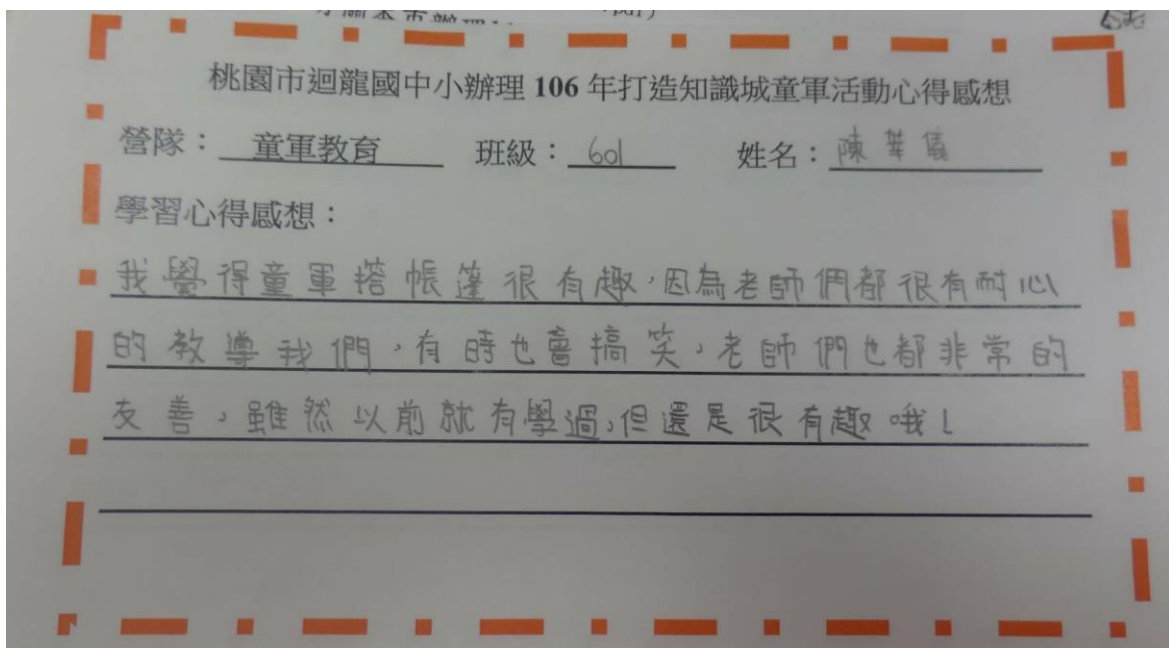 桃園市迴龍國中小辦理 106 年打造知識城童軍活動心得感想
營隊：童軍教育 班級：601 姓名：陳
學習心得感想：
我覺得童軍搭帳篷很有趣，因為老師們都很有耐心
的教導我們，有時也會搞笑，老師們也都非常的
友善，雖然以前就有學過，但還是很有趣哦！